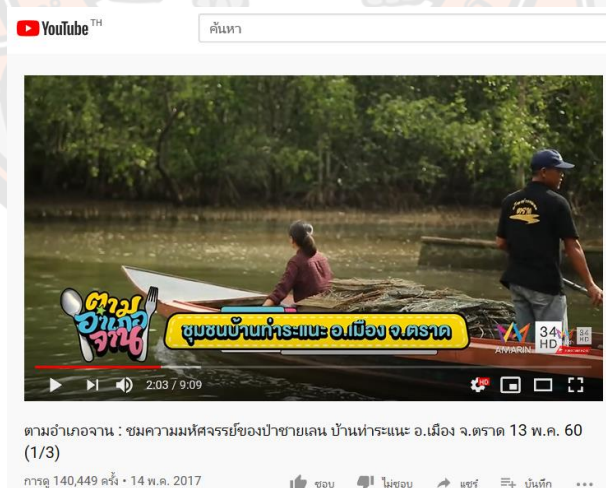 YouTube TH
ค้นหา
ตาม
อำเภอ
จาน
ชุมชนบ้านท่าระแนะ อ.เมือง จ.ตราด
AMARIN
34 HD
34 HD
2:03 / 9:09
HD
ตามอำเภอจาน : ชมความมหัศจรรย์ของป่าชายเลน บ้านท่าระแนะ อ.เมือง จ.ตราด 13 พ.ค. 60
(1/3)
การดู 140,449 ครั้ง • 14 พ.ค. 2017
ชอบ ไม่ชอบ แชร์ บันทึก